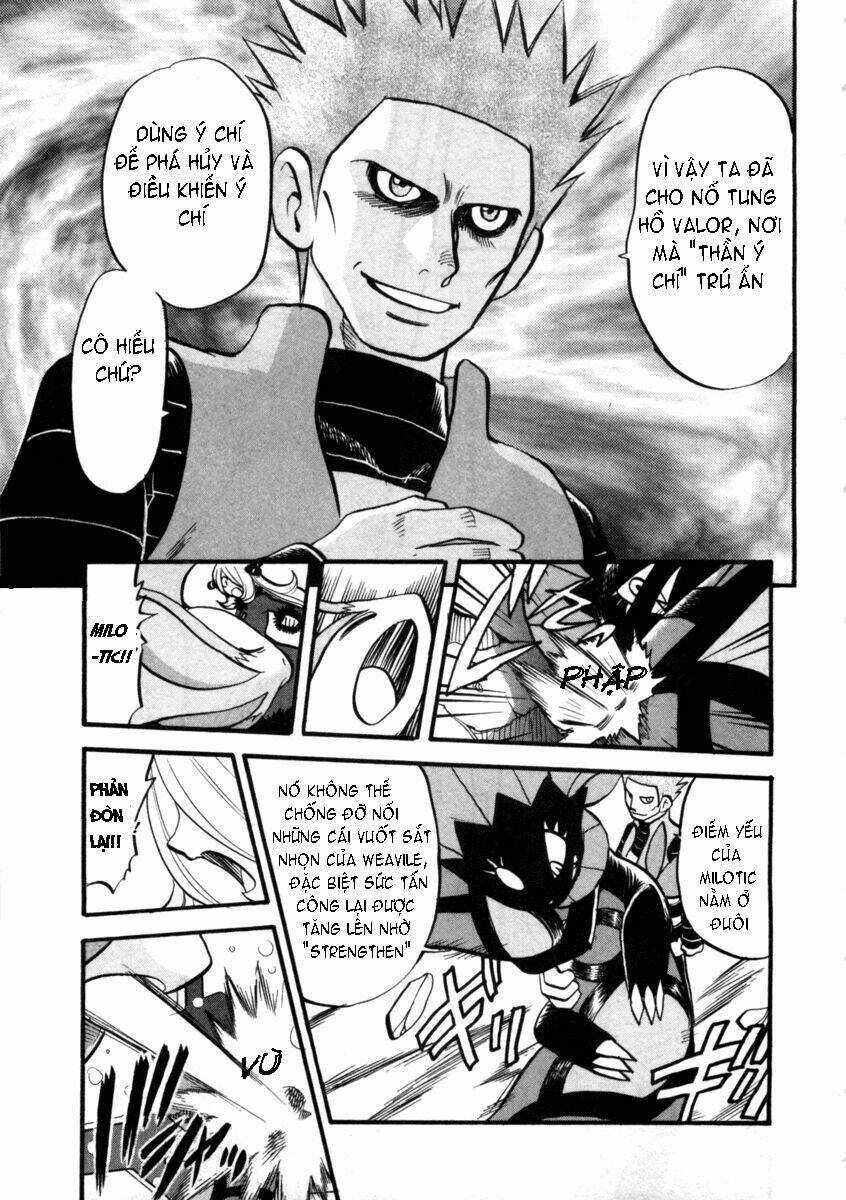 VÌ VẬY TA ĐÃ
CHO NỔ TUNG
HỒ VALOR, NƠI
MÀ "THẦN Ý
CHÍ" TRÚ ẨN
DÙNG Ý CHÍ
ĐỂ PHÁ HỦY VÀ
ĐIỀU KHIỂN Ý
CHÍ
CÔ HIỂU
CHỨ?
PHẬP
MILO
-TIC!!
ĐIỂM YẾU
CỦA
MILOTIC
NẰM Ở
ĐUÔI
NÓ KHÔNG THỂ
CHỐNG ĐỠ NỔI
NHỮNG CÁI VUỐT SẮT
NHỌN CỦA WEAVILE,
ĐẶC BIỆT SỨC TẤN
CÔNG LẠI ĐƯỢC
TĂNG LÊN NHỜ
"STRENGTHEN"
PHẢN
ĐÒN
LẠI!!
VÙ